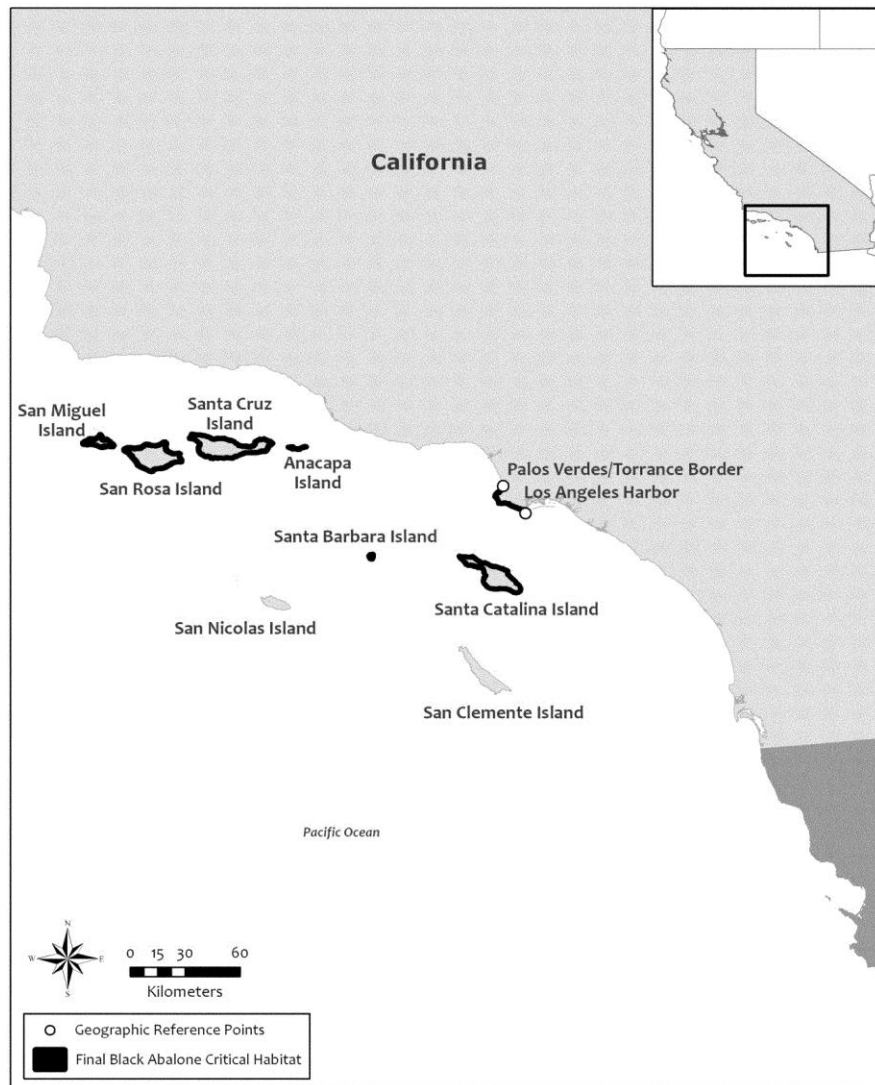 California
San Miguel
Island
Santa Cruz
Island
San Rosa Island
Anacapa
Island
Palos Verdes/Torrance Border
Los Angeles Harbor
Santa Barbara Island
Santa Catalina Island
San Nicolas Island
San Clemente Island
Pacific Ocean
N
W E
S
0 15 30 60
Kilometers
Geographic Reference Points
Final Black Abalone Critical Habitat